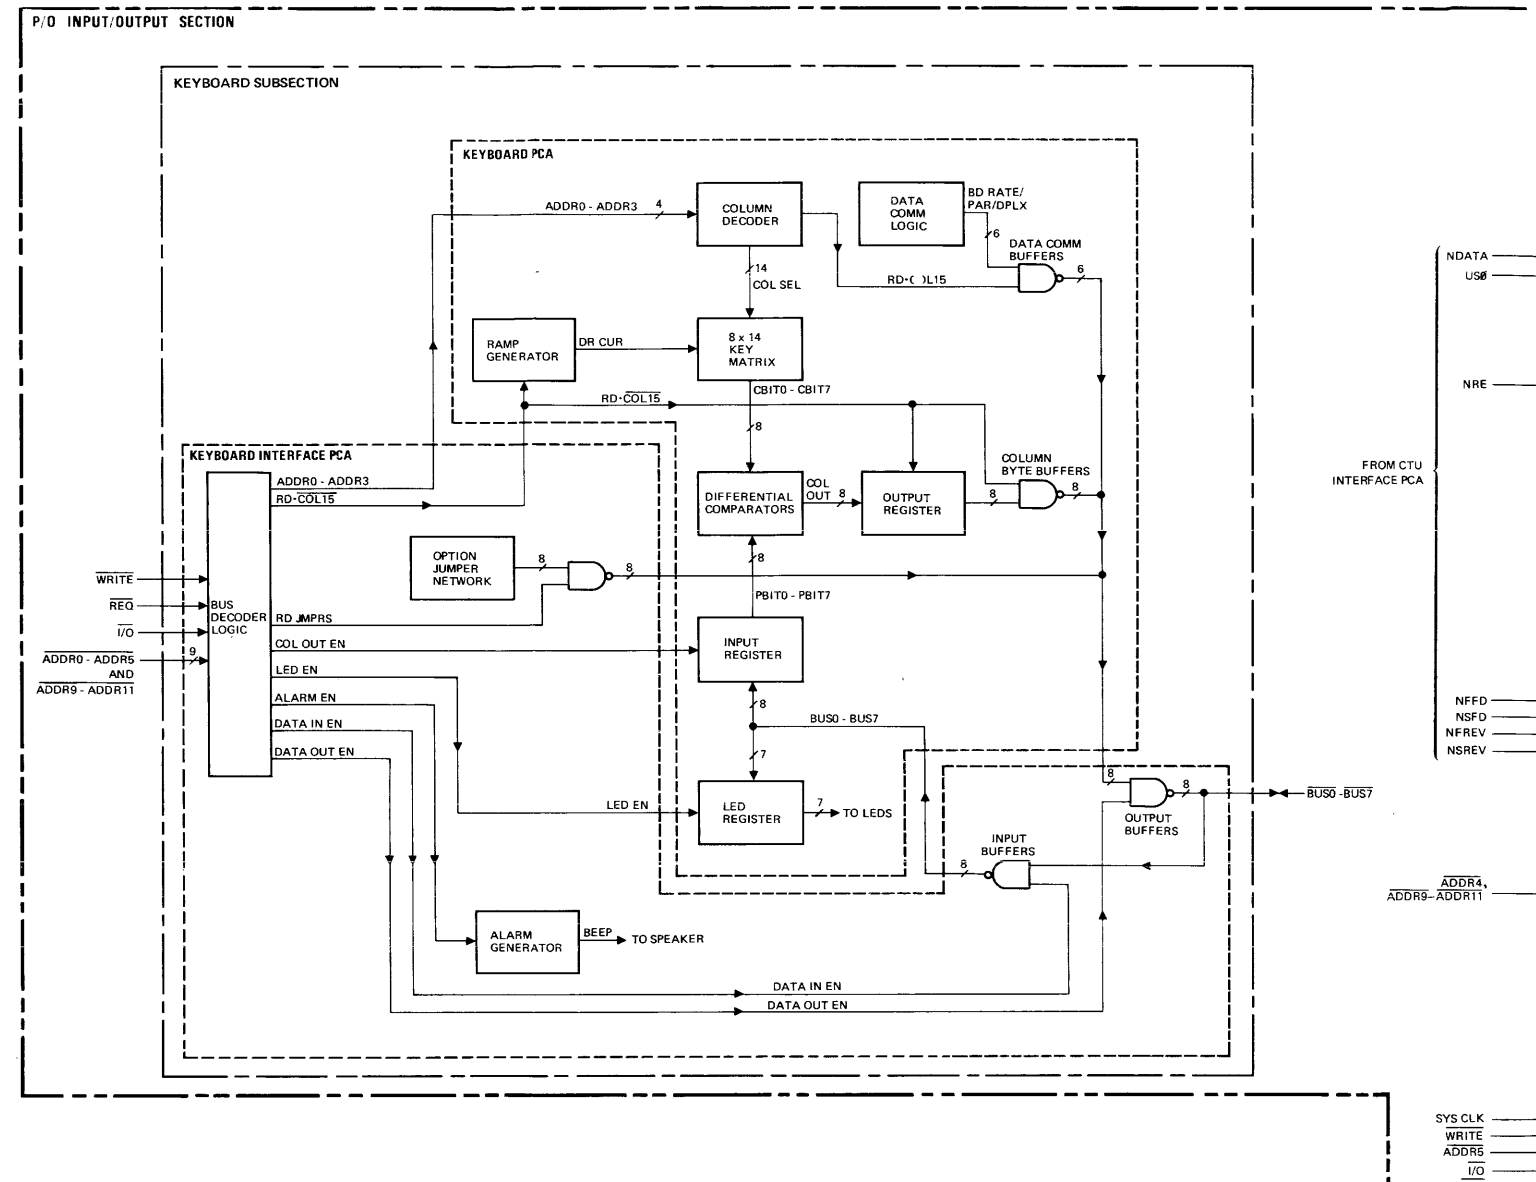 P/O INPUT/OUTPUT SECTION
KEYBOARD SUBSECTION
KEYBOARD PCA
ADDR0 - ADDR3
4
COLUMN
DECODER
DATA
COMM
LOGIC
BD RATE/
PAR/DPLX
6
DATA COMM
BUFFERS
6
14
COL SEL
RD·( )L15
RAMP
GENERATOR
DR CUR
8 x 14
KEY
MATRIX
CBIT0 - CBIT7
RD·COL15
8
KEYBOARD INTERFACE PCA
ADDR0 - ADDR3
RD·COL15
DIFFERENTIAL
COMPARATORS
COL
OUT
8
OUTPUT
REGISTER
8
COLUMN
BYTE BUFFERS
8
OPTION
JUMPER
NETWORK
8
8
8
PBIT0 - PBIT7
WRITE
REQ
I/O
ADDR0 - ADDR5
AND
ADDR9 - ADDR11
9
BUS
DECODER
LOGIC
RD JMPRS
COL OUT EN
LED EN
ALARM EN
DATA IN EN
DATA OUT EN
INPUT
REGISTER
8
BUS0 - BUS7
7
LED EN
LED
REGISTER
7
TO LEDS
8
8
OUTPUT
BUFFERS
BUS0 - BUS7
INPUT
BUFFERS
8
ALARM
GENERATOR
BEEP
TO SPEAKER
DATA IN EN
DATA OUT EN
NDATA
USØ
NRE
FROM CTU
INTERFACE PCA
NFFD
NSFD
NFREV
NSREV
ADDR4,
ADDR9-ADDR11
SYS CLK
WRITE
ADDR5
I/O